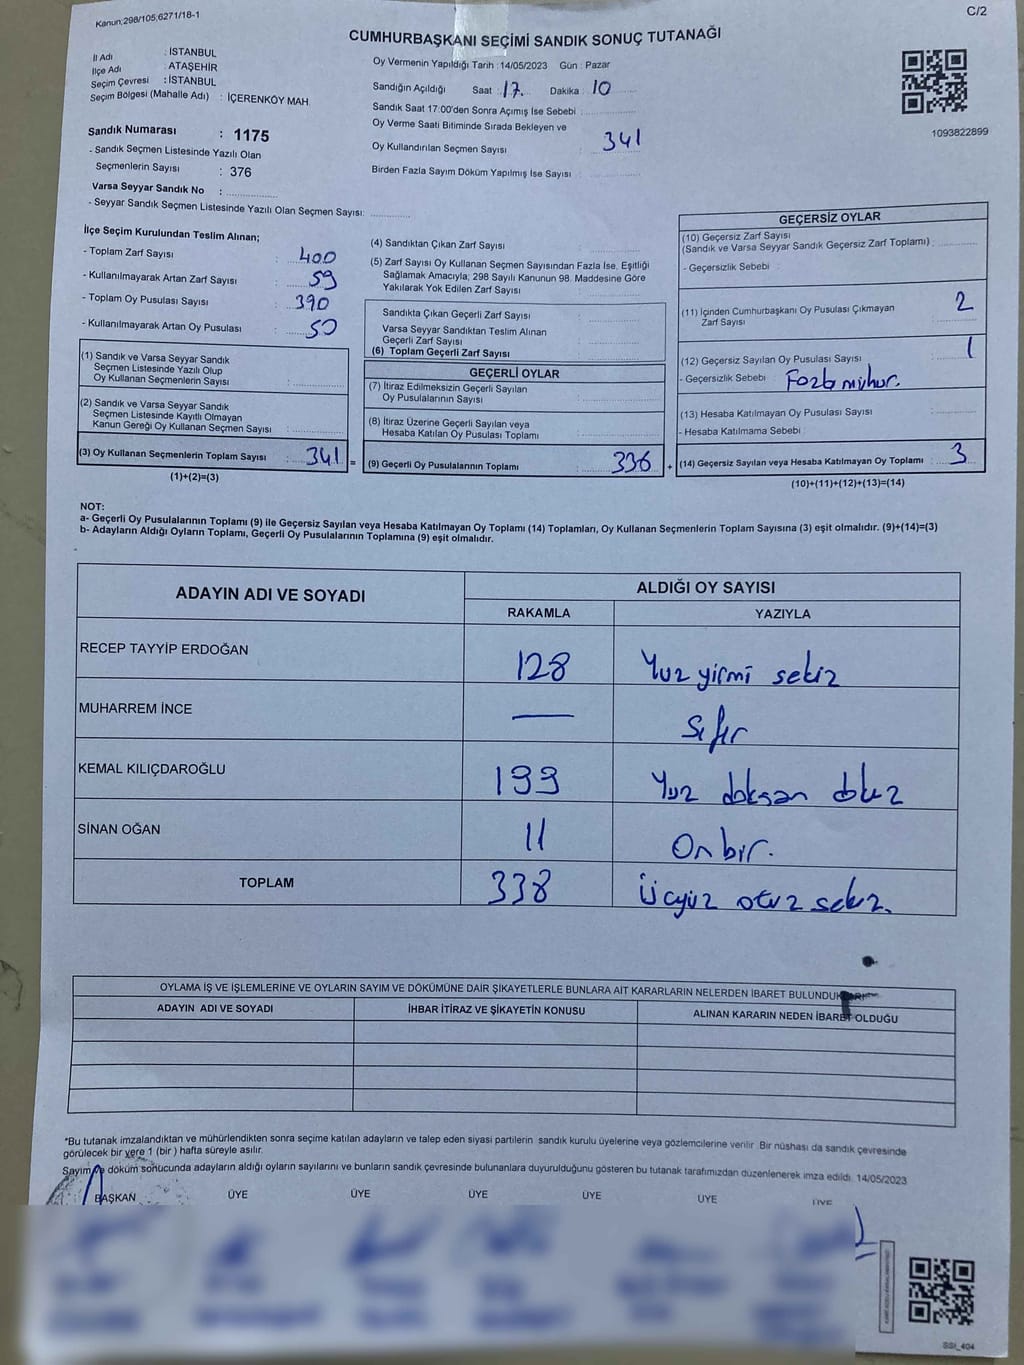 Kanun;298/105;6271/18-1
C/2
CUMHURBAŞKANI SEÇİMİ SANDIK SONUÇ TUTANAĞI
İl Adı : İSTANBUL
İlçe Adı : ATAŞEHİR
Seçim Çevresi : İSTANBUL
Seçim Bölgesi (Mahalle Adı) : İÇERENKÖY MAH.
Oy Vermenin Yapıldığı Tarih :14/05/2023 Gün : Pazar
Sandığın Açıldığı Saat : 17. Dakika : 10
Sandık Saat 17:00'den Sonra Açımış İse Sebebi :
Oy Verme Saati Bitiminde Sırada Bekleyen ve
Oy Kullandırılan Seçmen Sayısı : 341
Birden Fazla Sayım Döküm Yapılmış İse Sayısı :
1093822899
Sandık Numarası : 1175
- Sandık Seçmen Listesinde Yazılı Olan
Seçmenlerin Sayısı : 376
Varsa Seyyar Sandık No :
- Seyyar Sandık Seçmen Listesinde Yazılı Olan Seçmen Sayısı:
İlçe Seçim Kurulundan Teslim Alınan;
- Toplam Zarf Sayısı : 400
- Kullanılmayarak Artan Zarf Sayısı : 59
- Toplam Oy Pusulası Sayısı : 390
- Kullanılmayarak Artan Oy Pusulası : 50
(1) Sandık ve Varsa Seyyar Sandık
Seçmen Listesinde Yazılı Olup
Oy Kullanan Seçmenlerin Sayısı :
(2) Sandık ve Varsa Seyyar Sandık
Seçmen Listesinde Kayıtlı Olmayan
Kanun Gereği Oy Kullanan Seçmen Sayısı :
(3) Oy Kullanan Seçmenlerin Toplam Sayısı : 341 =
(1)+(2)=(3)
(4) Sandıktan Çıkan Zarf Sayısı :
(5) Zarf Sayısı Oy Kullanan Seçmen Sayısından Fazla İse, Eşitliği
Sağlamak Amacıyla; 298 Sayılı Kanunun 98. Maddesine Göre
Yakılarak Yok Edilen Zarf Sayısı :
Sandıkta Çıkan Geçerli Zarf Sayısı :
Varsa Seyyar Sandıktan Teslim Alınan
Geçerli Zarf Sayısı :
(6) Toplam Geçerli Zarf Sayısı :
GEÇERLİ OYLAR
(7) İtiraz Edilmeksizin Geçerli Sayılan
Oy Pusulalarının Sayısı :
(8) İtiraz Üzerine Geçerli Sayılan veya
Hesaba Katılan Oy Pusulası Toplamı :
(9) Geçerli Oy Pusulalarının Toplamı : 336 +
GEÇERSİZ OYLAR
(10) Geçersiz Zarf Sayısı
(Sandık ve Varsa Seyyar Sandık Geçersiz Zarf Toplamı) :
- Geçersizlik Sebebi :
(11) İçinden Cumhurbaşkanı Oy Pusulası Çıkmayan
Zarf Sayısı : 2
(12) Geçersiz Sayılan Oy Pusulası Sayısı : 1
- Geçersizlik Sebebi : Fazla mühür.
(13) Hesaba Katılmayan Oy Pusulası Sayısı :
- Hesaba Katılmama Sebebi :
(14) Geçersiz Sayılan veya Hesaba Katılmayan Oy Toplamı : 3
(10)+(11)+(12)+(13)=(14)
NOT:
a- Geçerli Oy Pusulalarının Toplamı (9) ile Geçersiz Sayılan veya Hesaba Katılmayan Oy Toplamı (14) Toplamları, Oy Kullanan Seçmenlerin Toplam Sayısına (3) eşit olmalıdır. (9)+(14)=(3)
b- Adayların Aldığı Oyların Toplamı, Geçerli Oy Pusulalarının Toplamına (9) eşit olmalıdır.
ADAYIN ADI VE SOYADI
ALDIĞI OY SAYISI
RAKAMLA YAZIYLA
RECEP TAYYİP ERDOĞAN 128 Yüz yirmi sekiz
MUHARREM İNCE — Sıfır
KEMAL KILIÇDAROĞLU 199 Yüz doksan dokuz
SİNAN OĞAN 11 On bir.
TOPLAM 338 Üçyüz otuz sekiz.
OYLAMA İŞ VE İŞLEMLERİNE VE OYLARIN SAYIM VE DÖKÜMÜNE DAİR ŞİKAYETLERLE BUNLARA AİT KARARLARIN NELERDEN İBARET BULUNDUKLARI
ADAYIN ADI VE SOYADI İHBAR İTİRAZ VE ŞİKAYETİN KONUSU ALINAN KARARIN NEDEN İBARET OLDUĞU
*Bu tutanak imzalandıktan ve mühürlendikten sonra seçime katılan adayların ve talep eden siyasi partilerin sandık kurulu üyelerine veya gözlemcilerine verilir. Bir nüshası da sandık çevresinde
görülecek bir yere 1 (bir ) hafta süreyle asılır.
Sayım ve döküm sonucunda adayların aldığı oyların sayılarını ve bunların sandık çevresinde bulunanlara duyurulduğunu gösteren bu tutanak tarafımızdan düzenlenerek imza edildi. 14/05/2023
BAŞKAN ÜYE ÜYE ÜYE ÜYE ÜYE ÜYE
SSI_404